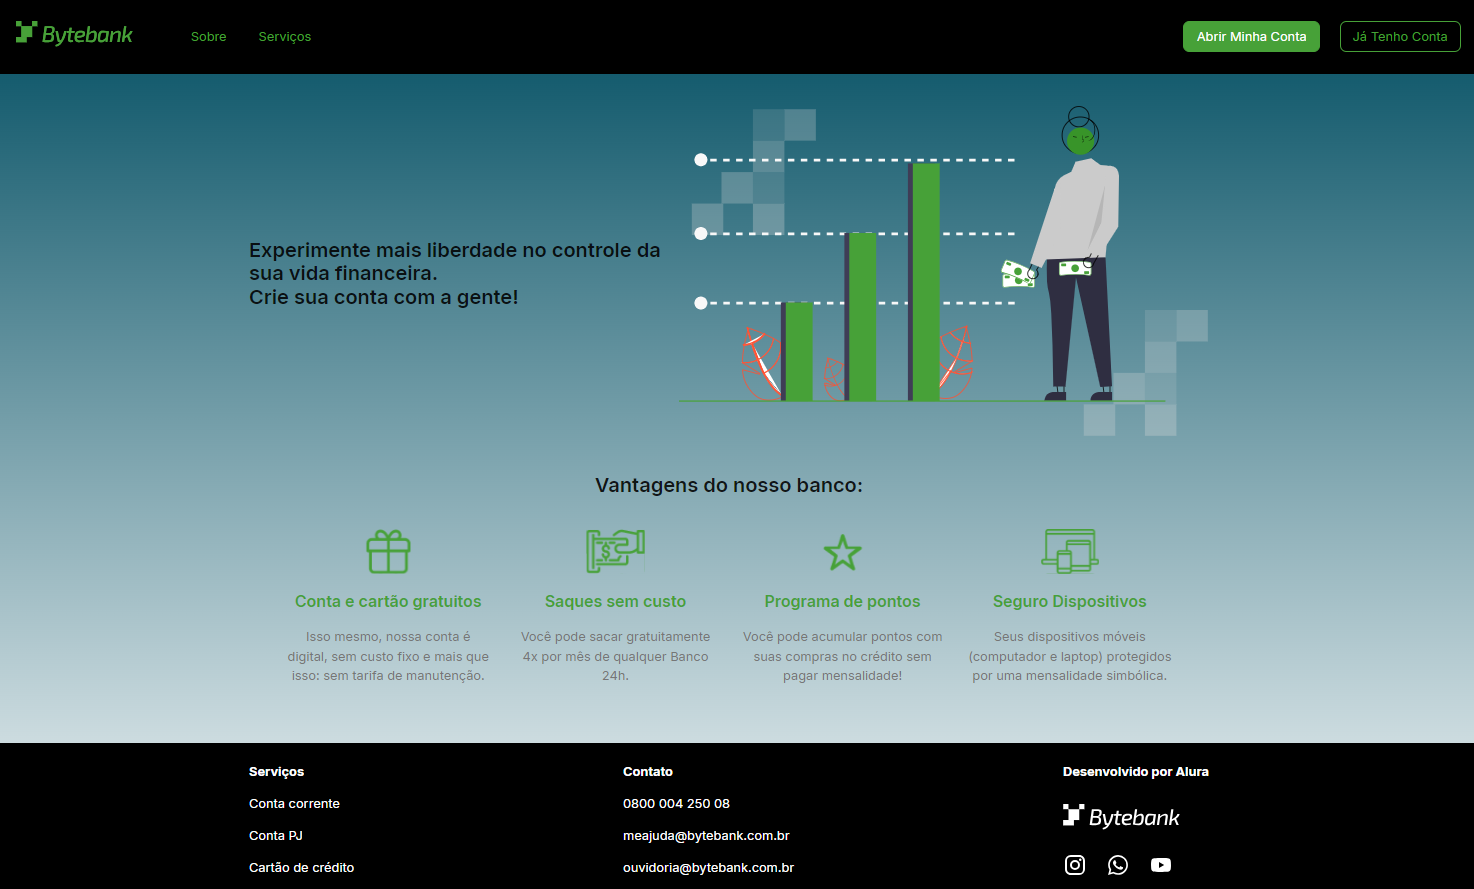 Bytebank
Sobre
Serviços
Abrir Minha Conta
Já Tenho Conta
Experimente mais liberdade no controle da
sua vida financeira.
Crie sua conta com a gente!
Vantagens do nosso banco:
Conta e cartão gratuitos
Isso mesmo, nossa conta é
digital, sem custo fixo e mais que
isso: sem tarifa de manutenção.
Saques sem custo
Você pode sacar gratuitamente
4x por mês de qualquer Banco
24h.
Programa de pontos
Você pode acumular pontos com
suas compras no crédito sem
pagar mensalidade!
Seguro Dispositivos
Seus dispositivos móveis
(computador e laptop) protegidos
por uma mensalidade simbólica.
Serviços
Conta corrente
Conta PJ
Cartão de crédito
Contato
0800 004 250 08
meajuda@bytebank.com.br
ouvidoria@bytebank.com.br
Desenvolvido por Alura
Bytebank